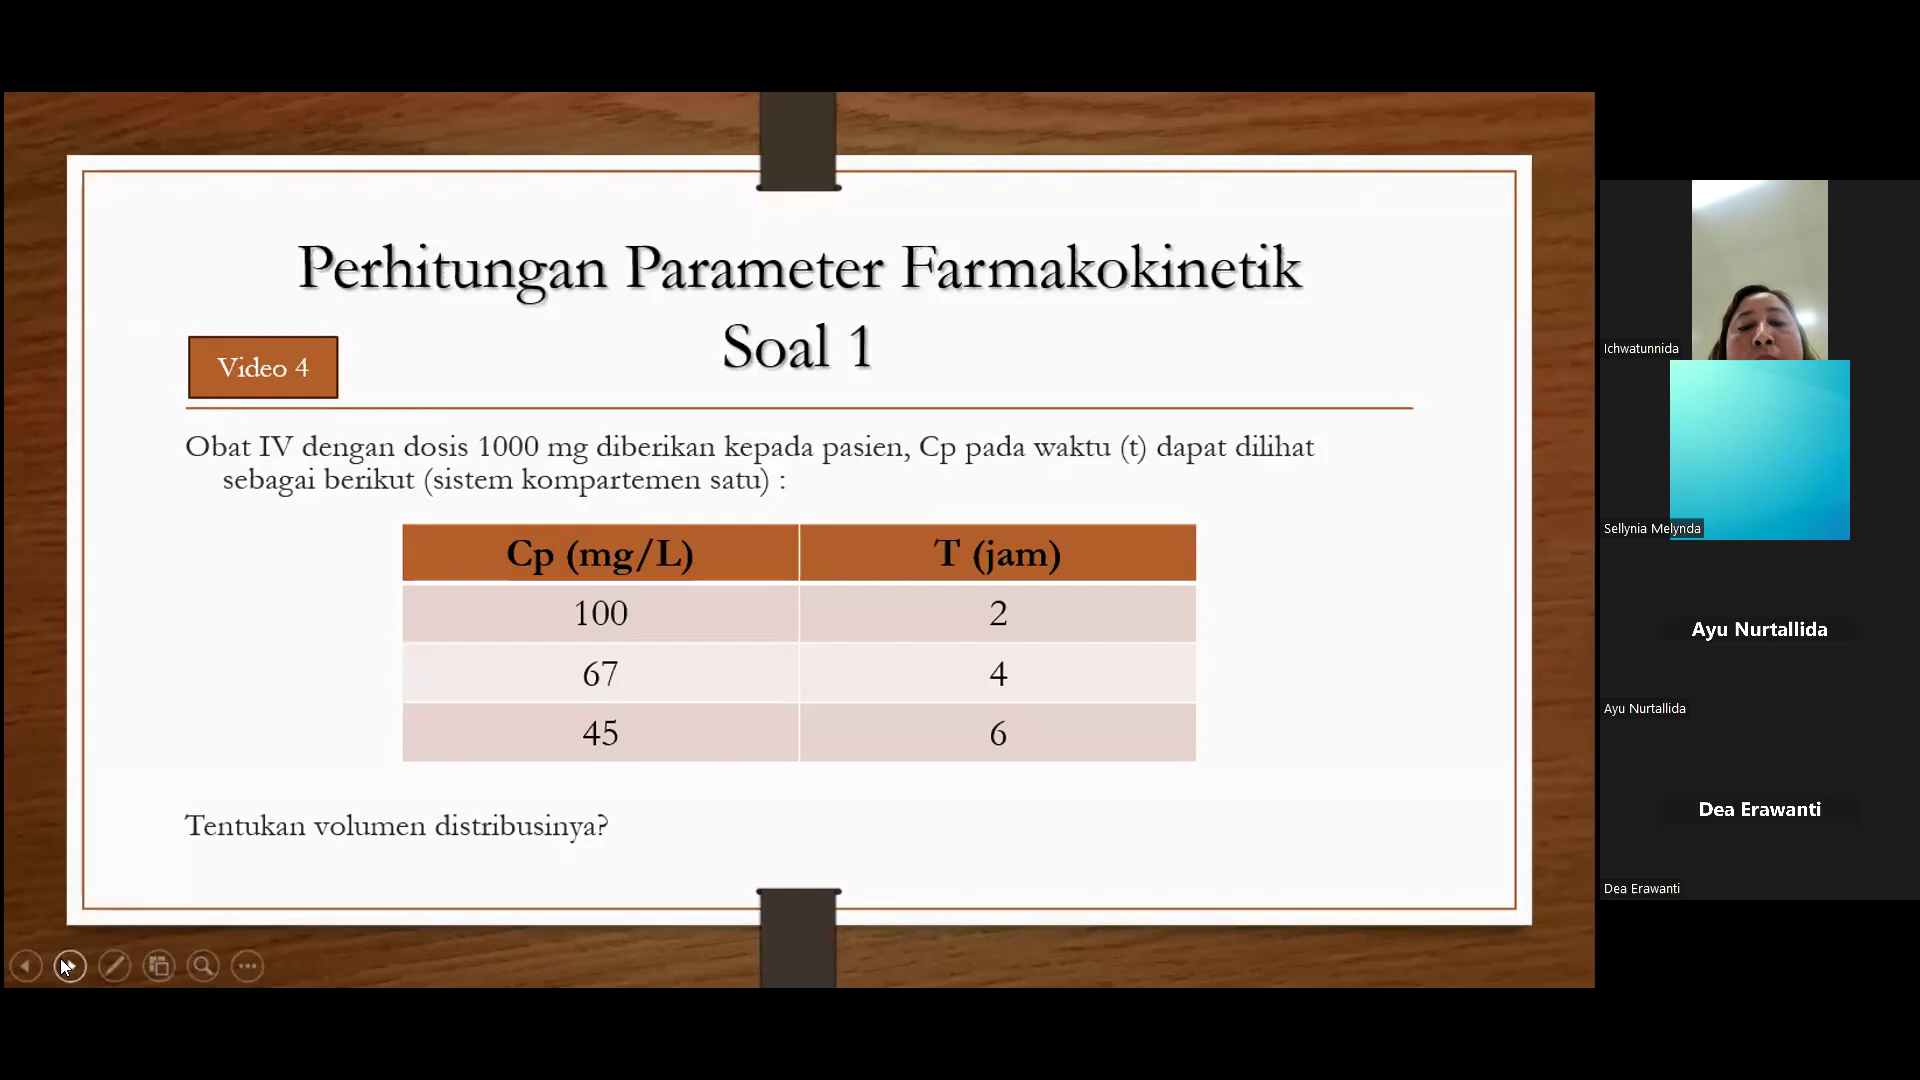 Perhitungan Parameter Farmakokinetik
Soal 1
Video 4
Obat IV dengan dosis 1000 mg diberikan kepada pasien, Cp pada waktu (t) dapat dilihat
sebagai berikut (sistem kompartemen satu) :
Cp (mg/L) T (jam)
100 2
67 4
45 6
Tentukan volumen distribusinya?
Ichwatunnida
Sellynia Melynda
Ayu Nurtallida
Ayu Nurtallida
Dea Erawanti
Dea Erawanti